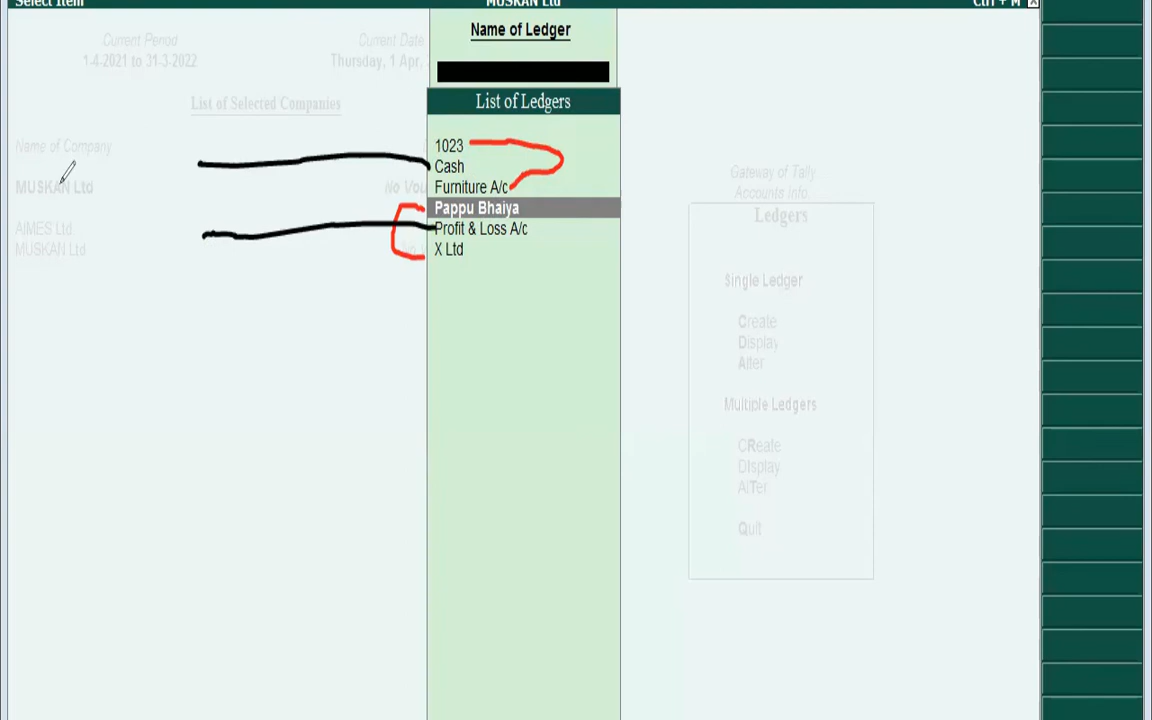 Select Item
MUSKAN Ltd
Ctrl + M
Current Period
1-4-2021 to 31-3-2022
Current Date
Thursday, 1 Apr,
List of Selected Companies
Name of Company
MUSKAN Ltd
No Vou
AIMES Ltd
MUSKAN Ltd
Name of Ledger
List of Ledgers
1023
Cash
Furniture A/c
Pappu Bhaiya
Profit & Loss A/c
X Ltd
Gateway of Tally
Accounts Info.
Ledgers
Single Ledger
Create
Display
Alter
Multiple Ledgers
CReate
DIsplay
AlTer
Quit